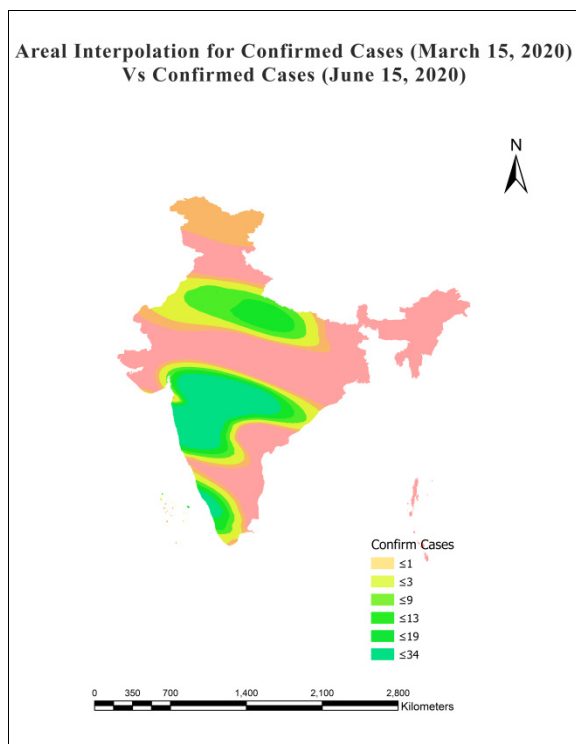 Areal Interpolation for Confirmed Cases (March 15, 2020)
Vs Confirmed Cases (June 15, 2020)
N
Confirm Cases
≤1
≤3
≤9
≤13
≤19
≤34
0 350 700 1,400 2,100 2,800
Kilometers